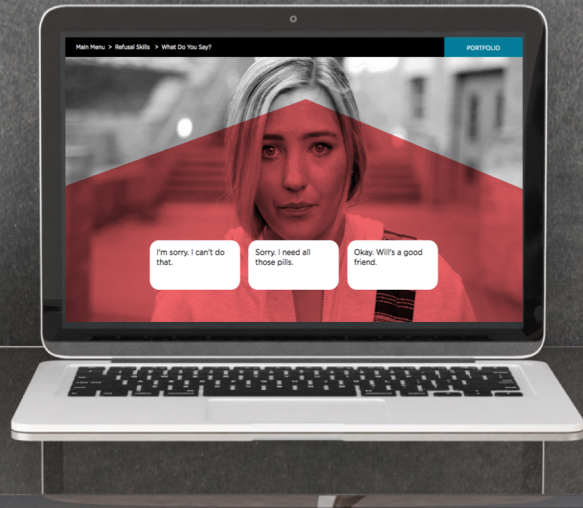 Main Menu > Refusal Skills > What Do You Say?
PORTFOLIO
I'm sorry. I can't do
that.
Sorry. I need all
those pills.
Okay. Will's a good
friend.